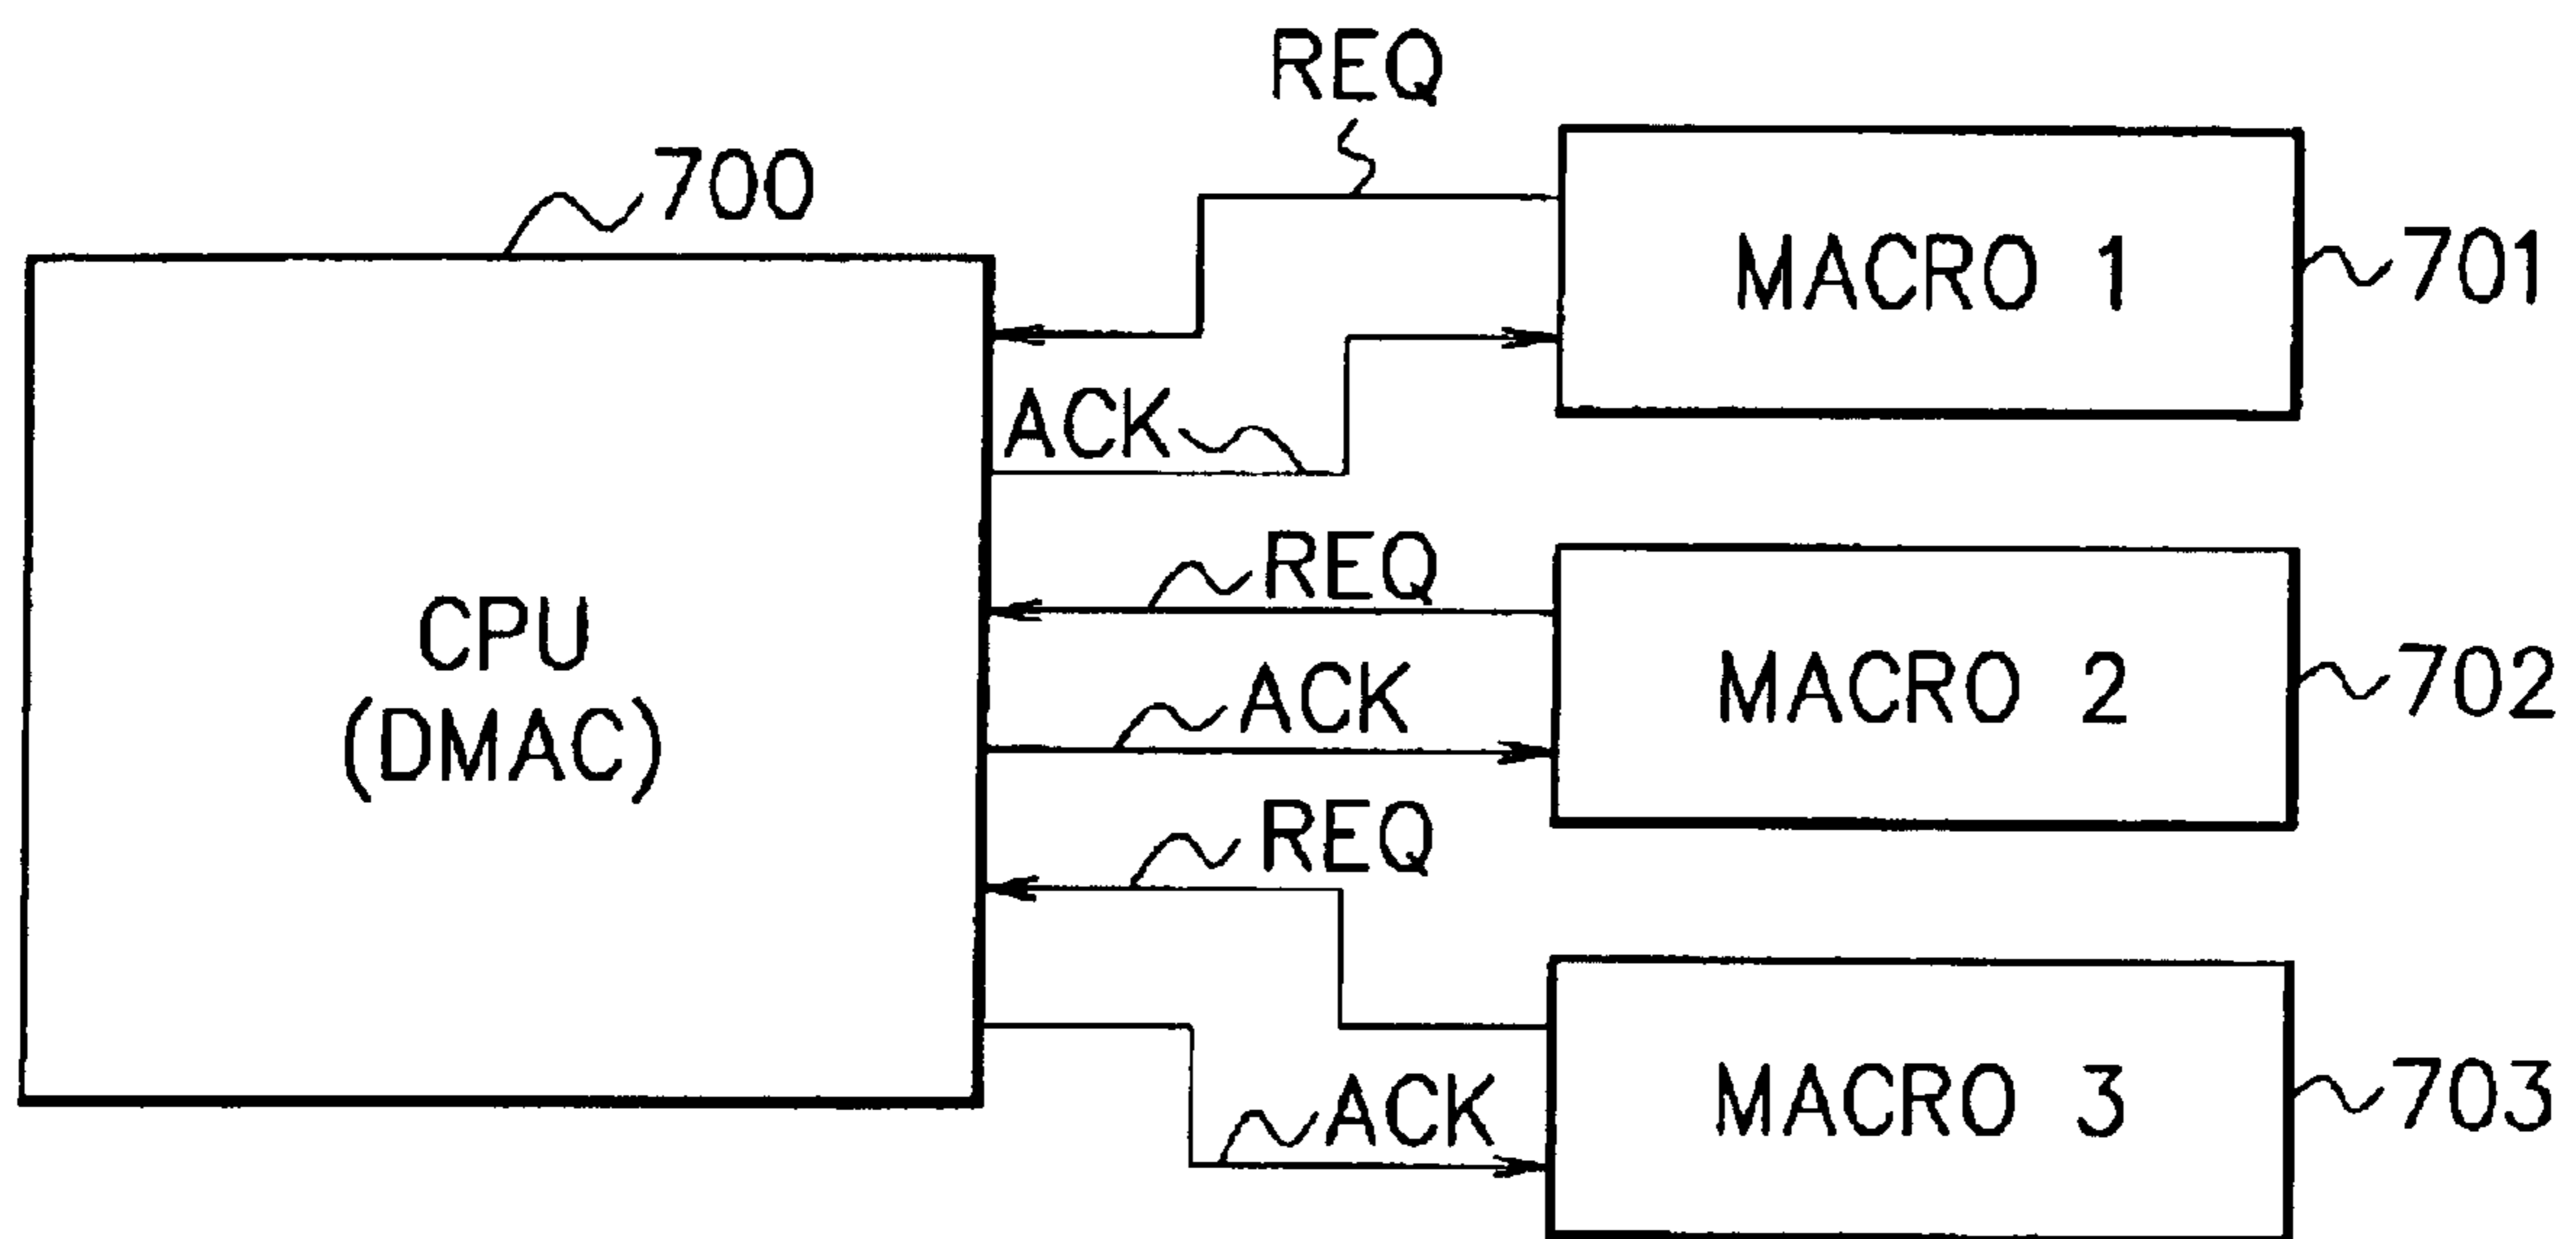 REQ
700
MACRO 1
701
ACK
REQ
CPU
(DMAC)
MACRO 2
702
ACK
REQ
MACRO 3
703
ACK